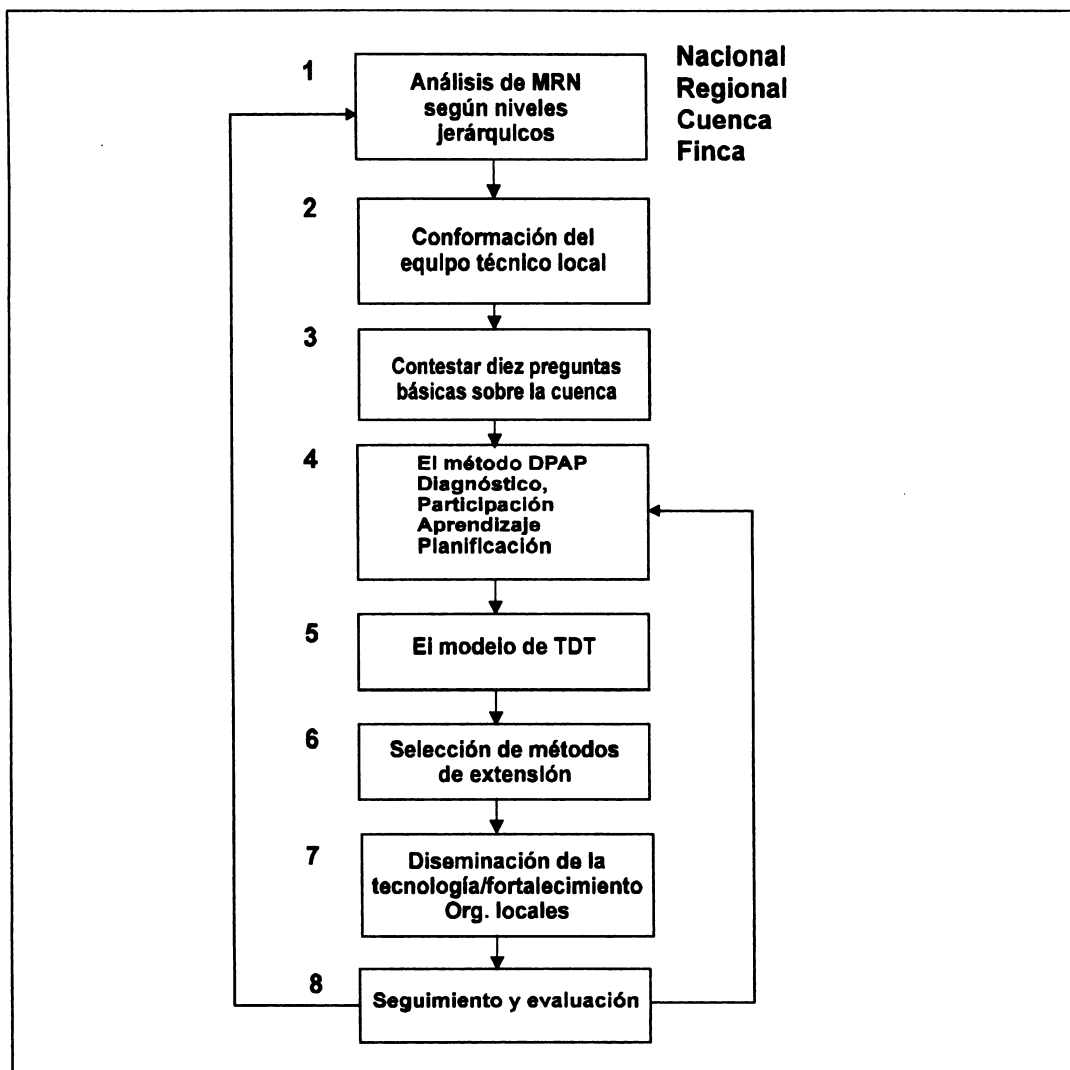 1
Análisis de MRN
según niveles
jerárquicos
Nacional
Regional
Cuenca
Finca
2
Conformación del
equipo técnico local
3
Contestar diez preguntas
básicas sobre la cuenca
4
El método DPAP
Diagnóstico,
Participación
Aprendizaje
Planificación
5
El modelo de TDT
6
Selección de métodos
de extensión
7
Diseminación de la
tecnología/fortalecimiento
Org. locales
8
Seguimiento y evaluación